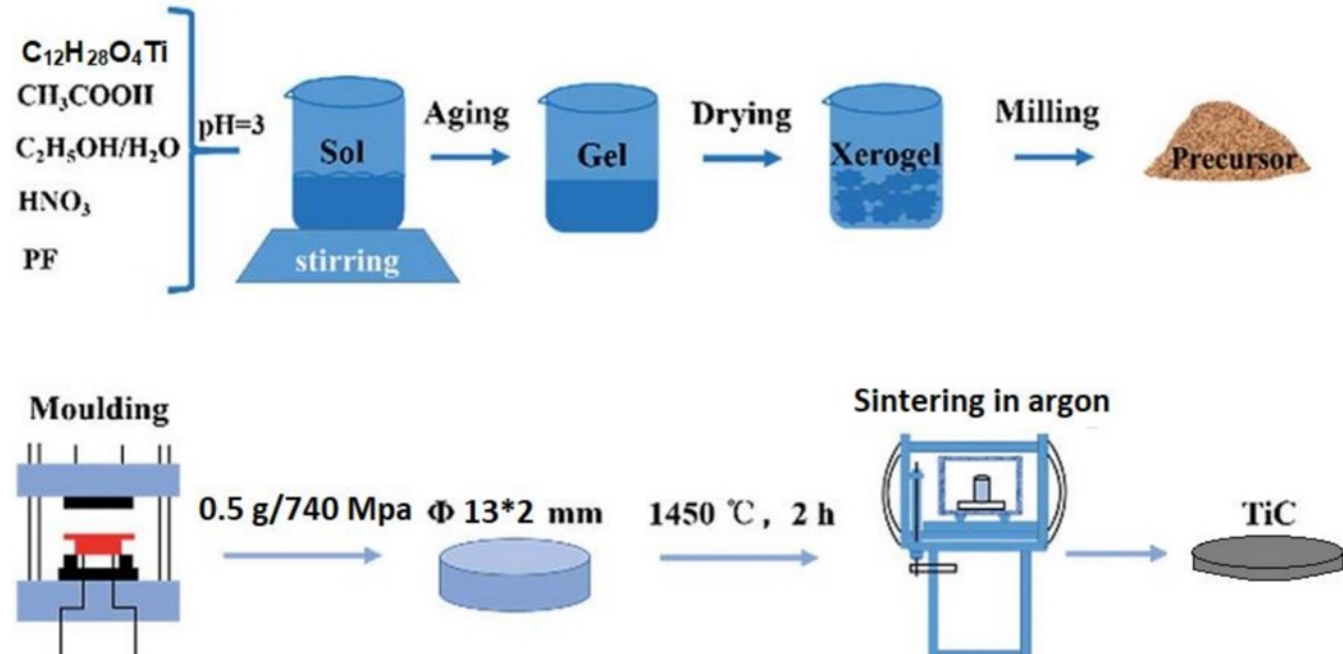 C₁₂H₂₈O₄Ti
CH₃COOH
C₂H₅OH/H₂O
HNO₃
PF
pH=3
Sol
stirring
Aging
Gel
Drying
Xerogel
Milling
Precursor
Moulding
0.5 g/740 Mpa
Φ 13*2 mm
1450 ℃, 2 h
Sintering in argon
TiC